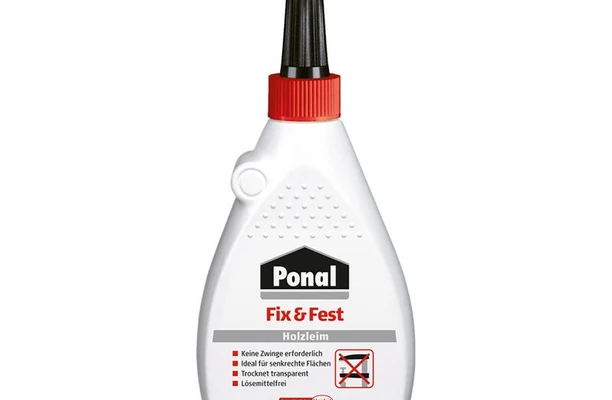 Ponal
Fix & Fest
Holzleim
Keine Zwinge erforderlich
Ideal für senkrechte Flächen
Trocknet transparent
Lösemittelfrei